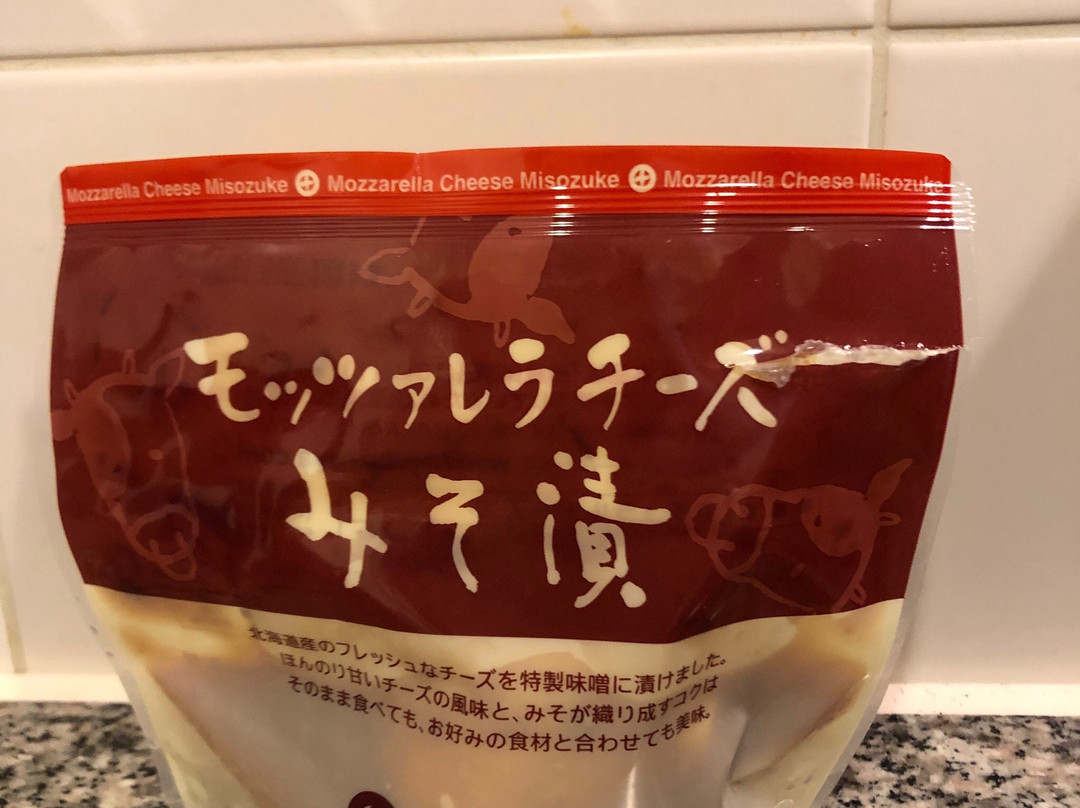 Mozzarella Cheese Misozuke Mozzarella Cheese Misozuke Mozzarella Cheese Misozuke
モッツァレラチーズ
みそ漬
北海道産のフレッシュなチーズを特製味噌に漬けました。
ほんのり甘いチーズの風味と、みそが織り成すコクは
そのまま食べても、お好みの食材と合わせても美味。